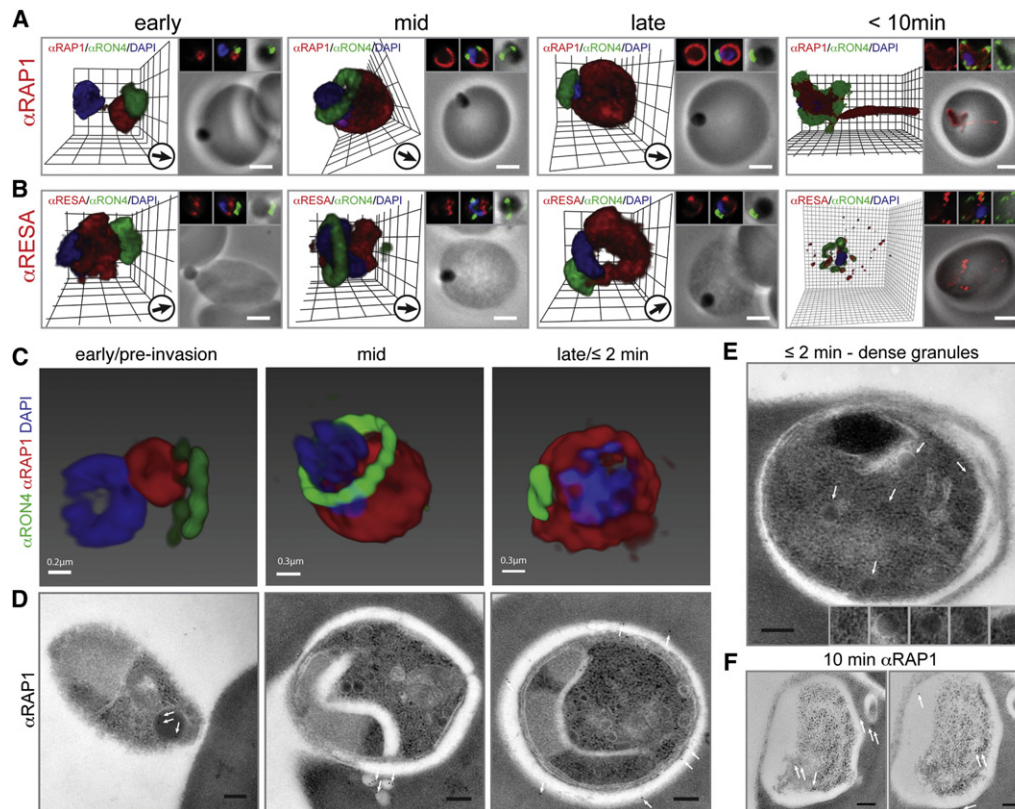 A
early
mid
late
< 10min
αRAP1
αRAP1/αRON4/DAPI
αRAP1/αRON4/DAPI
αRAP1/αRON4/DAPI
αRAP1/αRON4/DAPI
B
αRESA
αRESA/αRON4/DAPI
αRESA/αRON4/DAPI
αRESA/αRON4/DAPI
αRESA/αRON4/DAPI
C
early/pre-invasion
mid
late/≤ 2 min
αRON4 αRAP1 DAPI
0.2µm
0.3µm
0.3µm
D
αRAP1
E
≤ 2 min - dense granules
F
10 min αRAP1